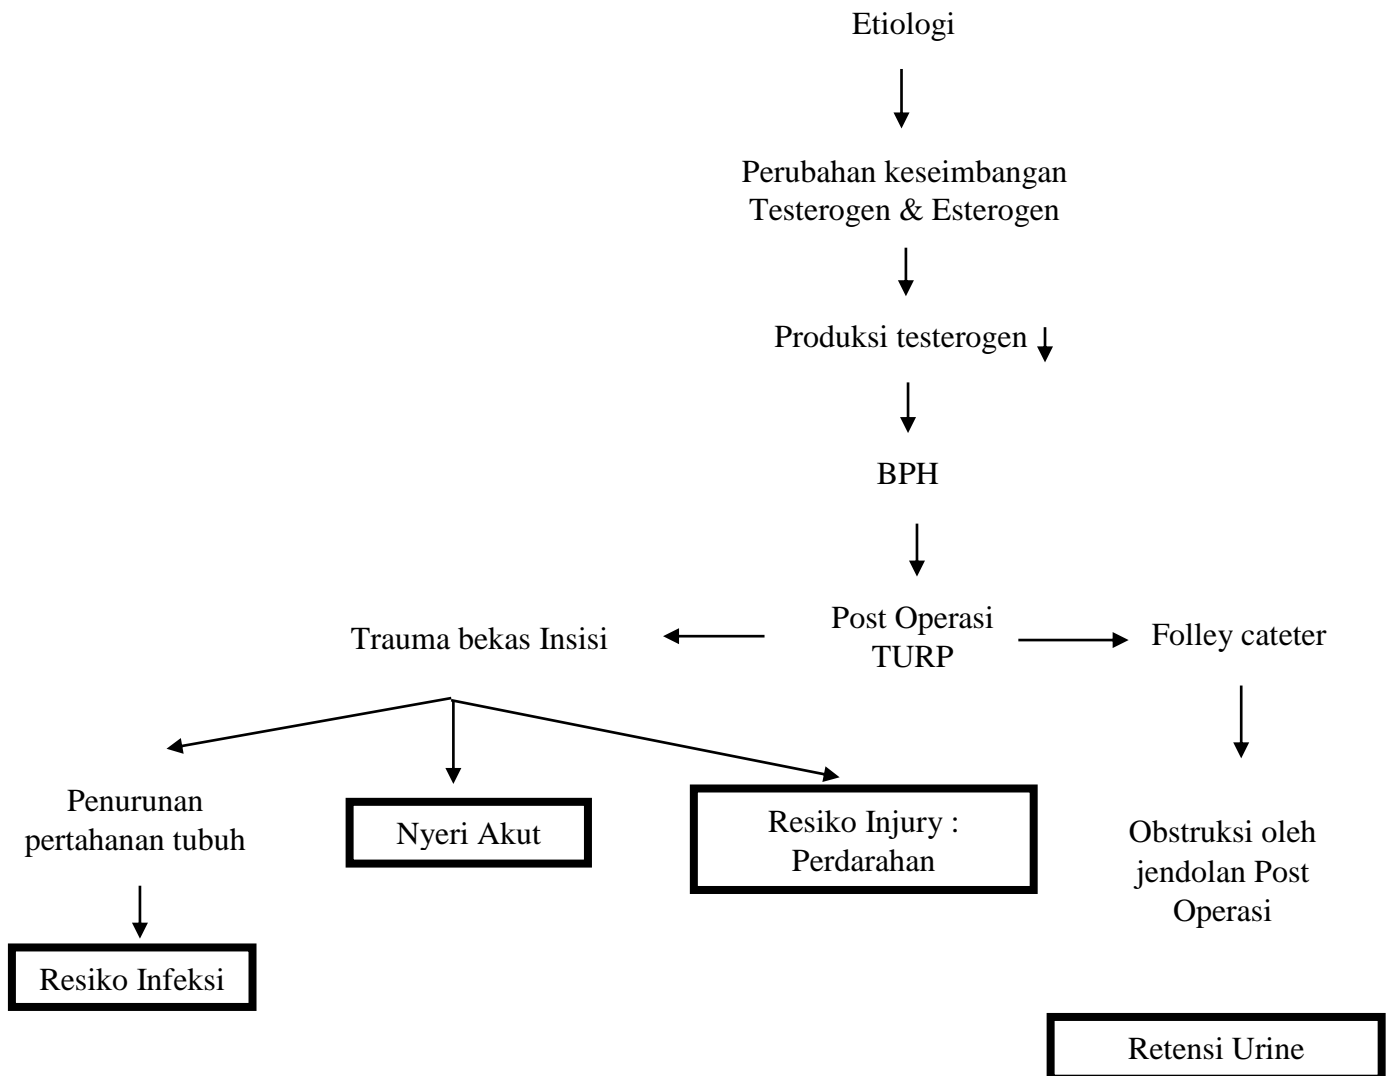 Etiologi
Perubahan keseimbangan
Testerogen & Esterogen
Produksi testerogen
BPH
Post Operasi
TURP
Trauma bekas Insisi
Folley cateter
Penurunan
pertahanan tubuh
Nyeri Akut
Resiko Injury :
Perdarahan
Obstruksi oleh
jendolan Post
Operasi
Resiko Infeksi
Retensi Urine